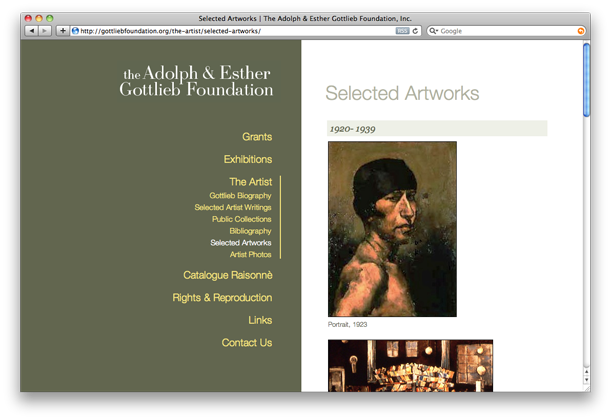 Selected Artworks | The Adolph & Esther Gottlieb Foundation, Inc.
http://gottliebfoundation.org/the-artist/selected-artworks/
RSS
Google
the Adolph & Esther
Gottlieb Foundation
Grants
Exhibitions
The Artist
Gottlieb Biography
Selected Artist Writings
Public Collections
Bibliography
Selected Artworks
Artist Photos
Catalogue Raisonnè
Rights & Reproduction
Links
Contact Us
Selected Artworks
1920- 1939
Portrait, 1923